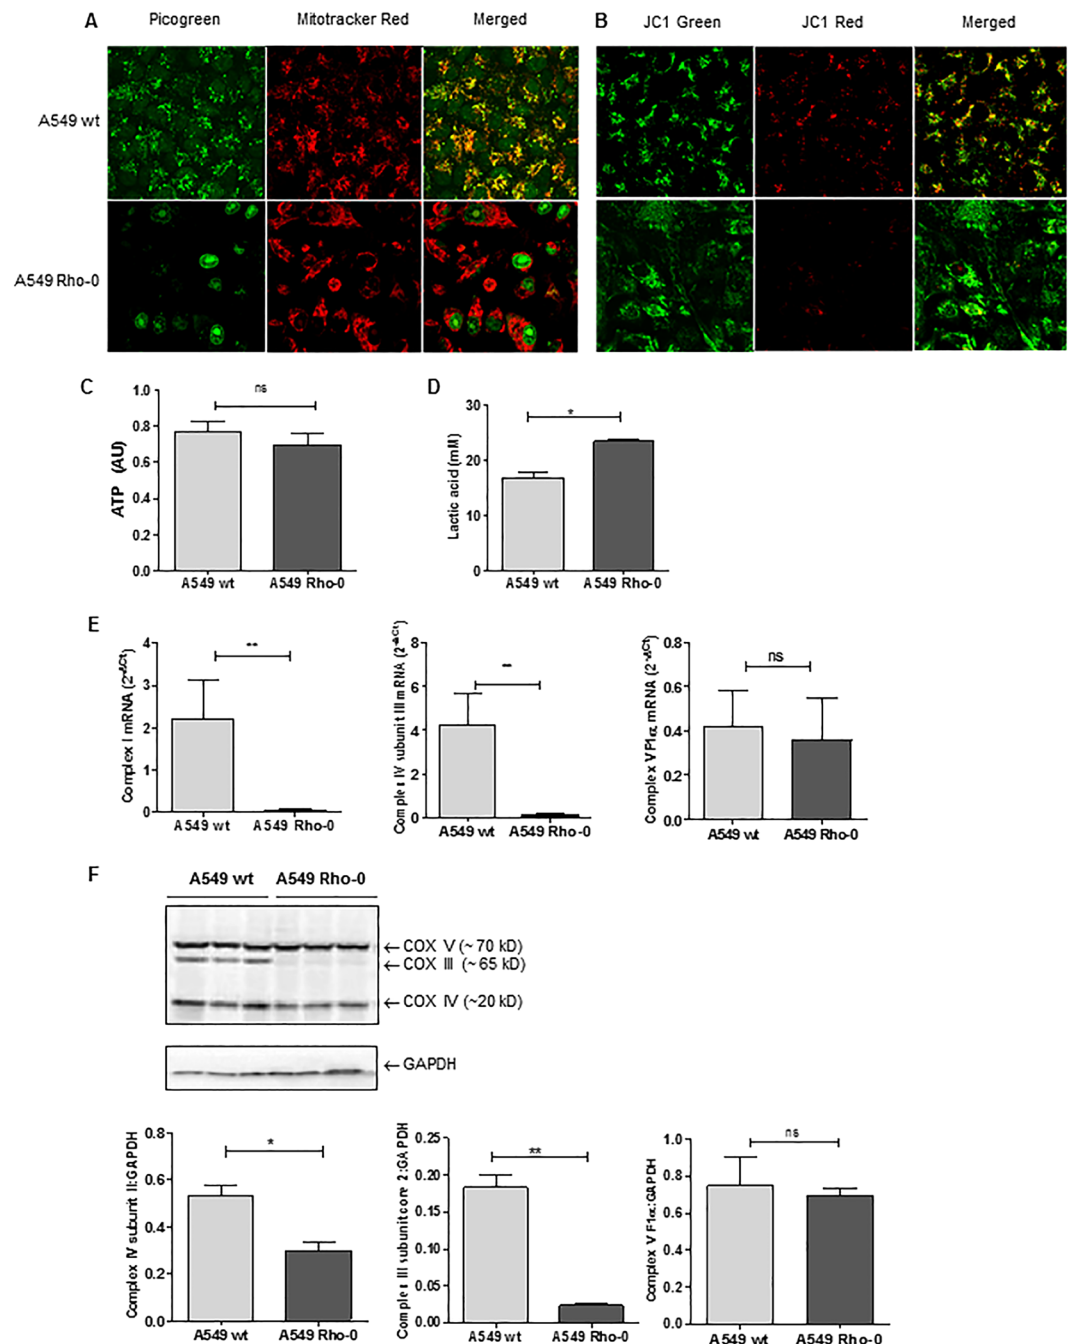 A Picogreen Mitotracker Red Merged
B JC1 Green JC1 Red Merged
A549 wt
A549 Rho-0
C
ATP (AU)
1.0
0.8
0.6
0.4
0.2
0.0
ns
A549 wt A549 Rho-0
D
Lactic acid (mM)
30
20
10
0
*
A549 wt A549 Rho-0
E
Complex I mRNA (2^-ΔCt)
4
3
2
1
0
**
A549 wt A549 Rho-0
Complex IV subunit III mRNA (2^-ΔCt)
8
6
4
2
0
**
A549 wt A549 Rho-0
Complex VF1α, mRNA (2^-ΔCt)
0.8
0.6
0.4
0.2
0.0
ns
A549 wt A549 Rho-0
F
A549 wt A549 Rho-0
←COX V (~70 kD)
←COX III (~65 kD)
←COX IV (~20 kD)
←GAPDH
Complex IV subunit II:GAPDH
0.8
0.6
0.4
0.2
0.0
*
A549 wt A549 Rho-0
Complex III subunit core 2:GAPDH
0.25
0.20
0.15
0.10
0.05
0.00
**
A549 wt A549 Rho-0
Complex V F1α:GAPDH
1.0
0.8
0.6
0.4
0.2
0.0
ns
A549 wt A549 Rho-0